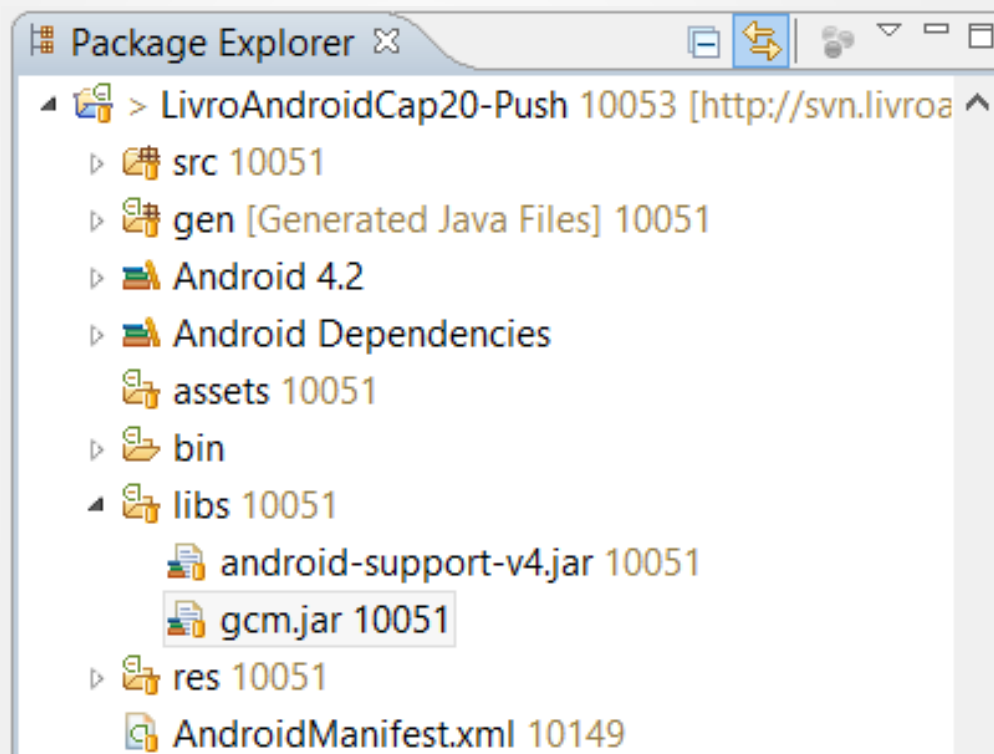 Package Explorer
> LivroAndroidCap20-Push 10053 [http://svn.livroa
src 10051
gen [Generated Java Files] 10051
Android 4.2
Android Dependencies
assets 10051
bin
libs 10051
android-support-v4.jar 10051
gcm.jar 10051
res 10051
AndroidManifest.xml 10149